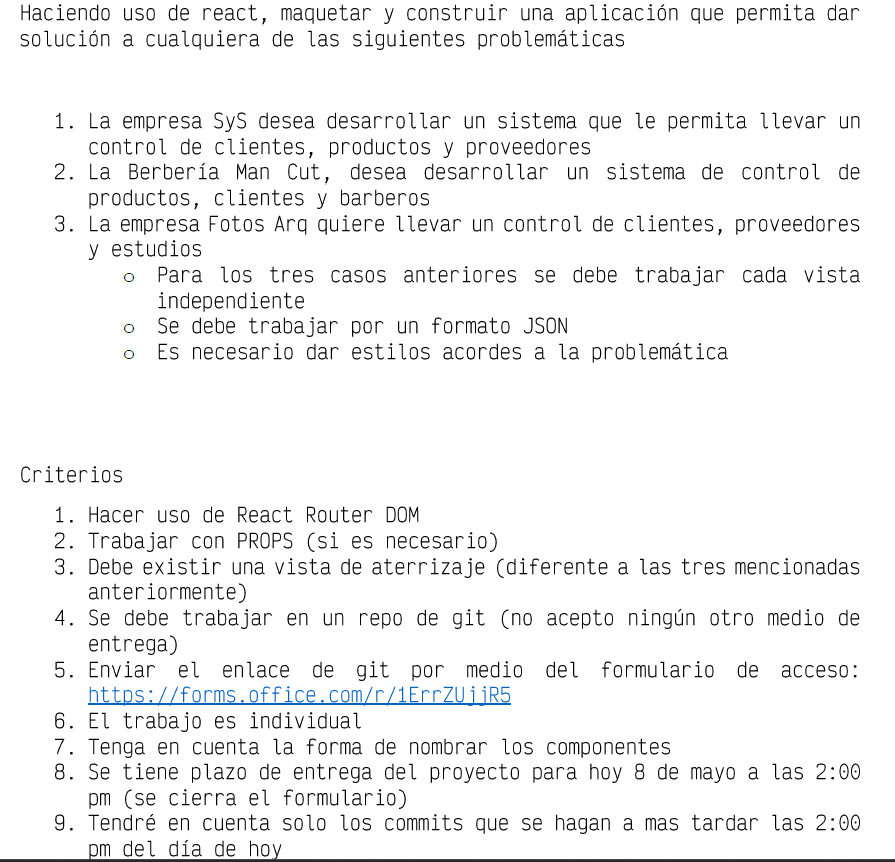 Haciendo uso de react, maquetar y construir una aplicación que permita dar
solución a cualquiera de las siguientes problemáticas
1. La empresa SyS desea desarrollar un sistema que le permita llevar un
control de clientes, productos y proveedores
2. La Berbería Man Cut, desea desarrollar un sistema de control de
productos, clientes y barberos
3. La empresa Fotos Arq quiere llevar un control de clientes, proveedores
y estudios
o Para los tres casos anteriores se debe trabajar cada vista
independiente
o Se debe trabajar por un formato JSON
o Es necesario dar estilos acordes a la problemática
Criterios
1. Hacer uso de React Router DOM
2. Trabajar con PROPS (si es necesario)
3. Debe existir una vista de aterrizaje (diferente a las tres mencionadas
anteriormente)
4. Se debe trabajar en un repo de git (no acepto ningún otro medio de
entrega)
5. Enviar el enlace de git por medio del formulario de acceso:
https://forms.office.com/r/1ErrZUjjR5
6. El trabajo es individual
7. Tenga en cuenta la forma de nombrar los componentes
8. Se tiene plazo de entrega del proyecto para hoy 8 de mayo a las 2:00
pm (se cierra el formulario)
9. Tendré en cuenta solo los commits que se hagan a mas tardar las 2:00
pm del día de hoy